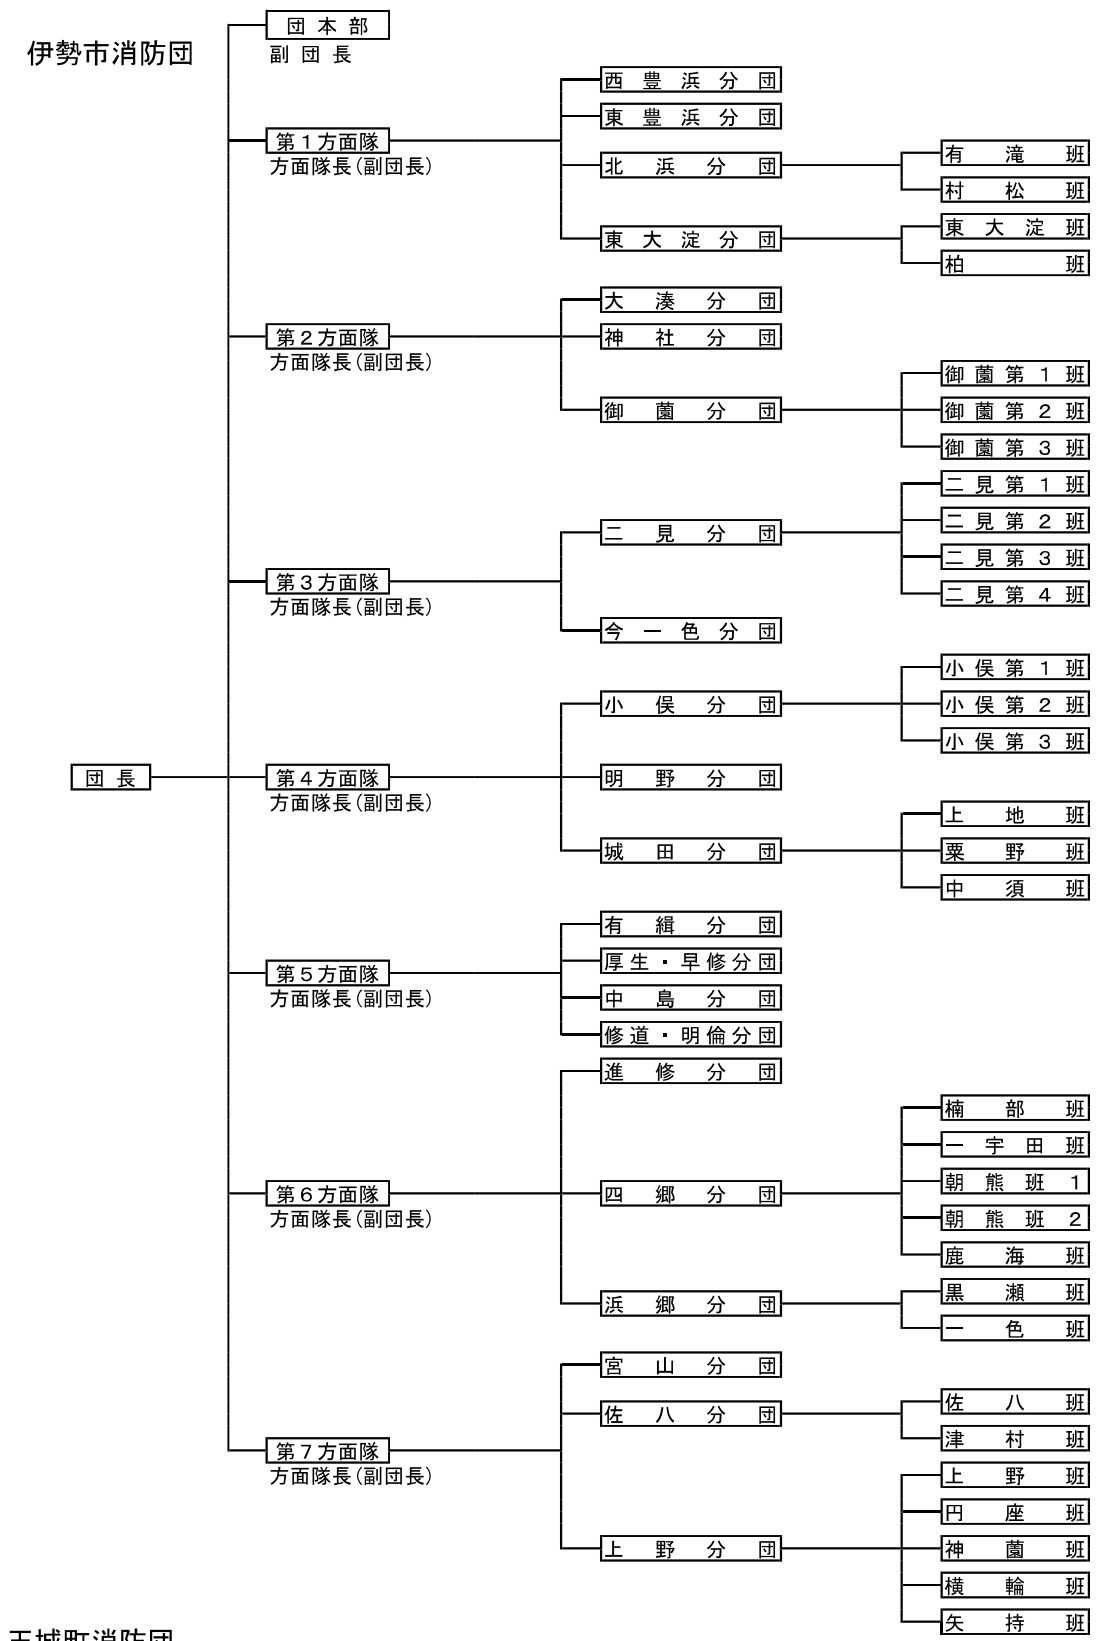 伊勢市消防団
団本部
副団長
西豊浜分団
東豊浜分団
第１方面隊
方面隊長(副団長)
北浜分団
有滝班
村松班
東大淀分団
東大淀班
柏班
大湊分団
第２方面隊
方面隊長(副団長)
神社分団
御薗分団
御薗第１班
御薗第２班
御薗第３班
二見分団
二見第１班
二見第２班
二見第３班
二見第４班
第３方面隊
方面隊長(副団長)
今一色分団
小俣分団
小俣第１班
小俣第２班
小俣第３班
団長
第４方面隊
方面隊長(副団長)
明野分団
城田分団
上地班
粟野班
中須班
有緝分団
厚生・早修分団
第５方面隊
方面隊長(副団長)
中島分団
修道・明倫分団
進修分団
第６方面隊
方面隊長(副団長)
四郷分団
楠部班
一宇田班
朝熊班１
朝熊班２
鹿海班
浜郷分団
黒瀬班
一色班
宮山分団
佐八分団
佐八班
津村班
第７方面隊
方面隊長(副団長)
上野分団
上野班
円座班
神薗班
横輪班
矢持班
玉城町消防団